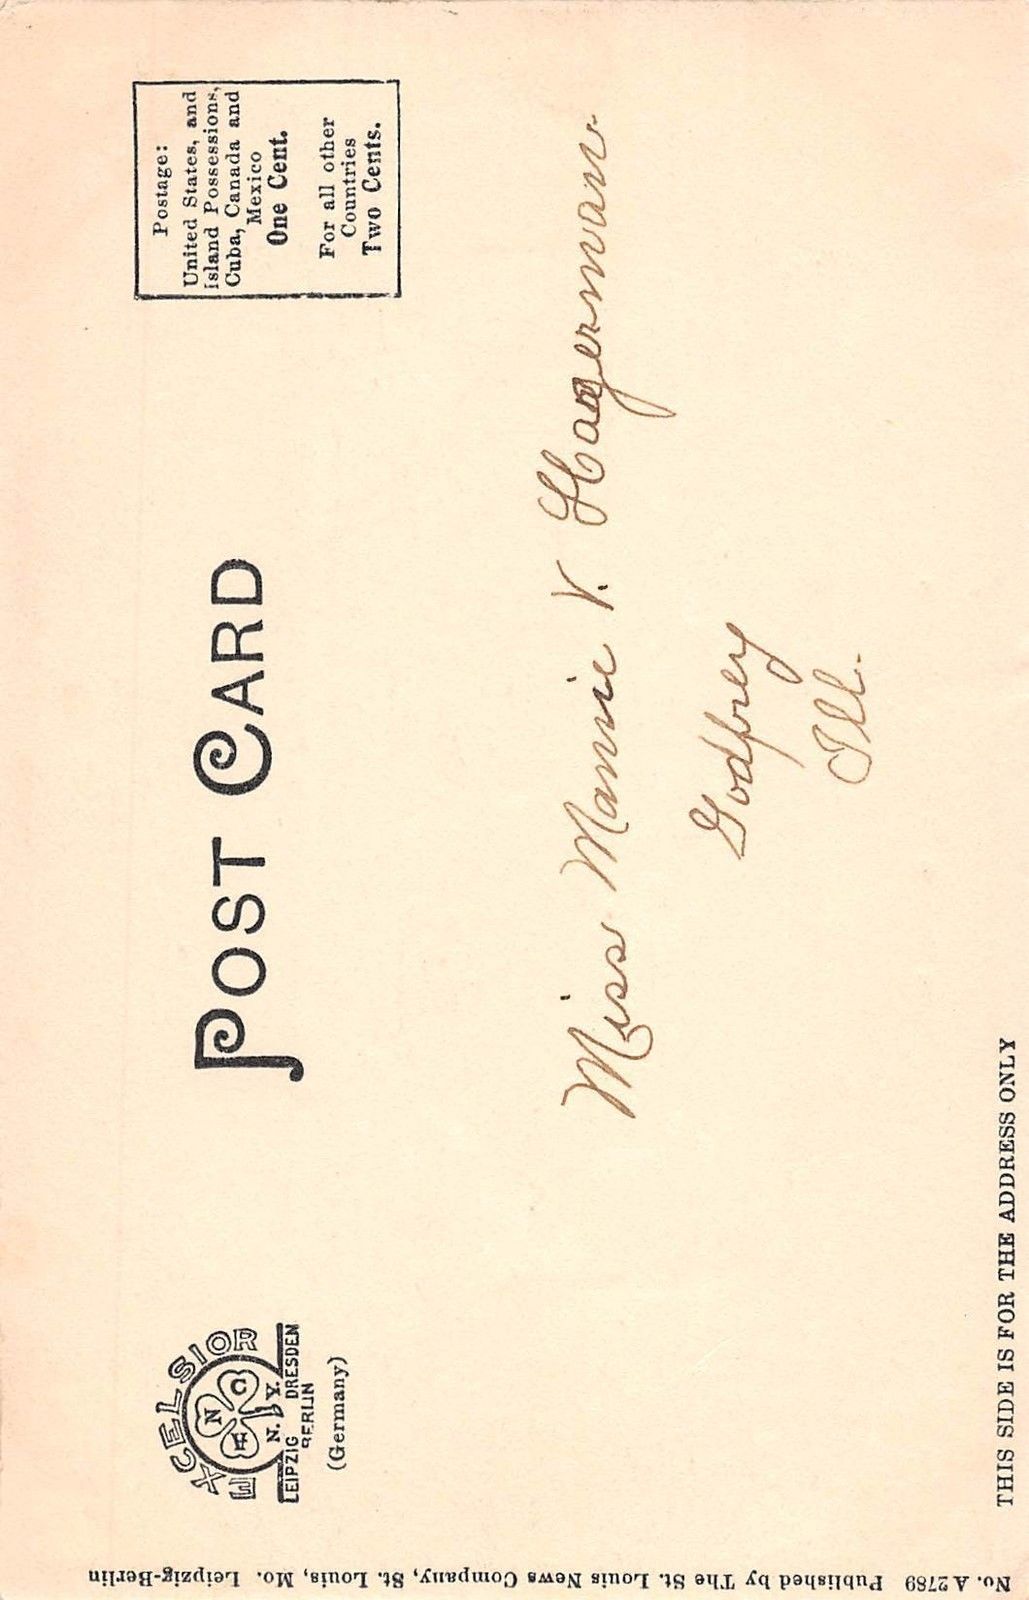 No. A 2789 Published by The St. Louis News Company, St. Louis, Mo. Leipzig-Berlin
EXCELSIOR
N
H C
N. Y.
LEIPZIG DRESDEN
BERLIN
(Germany)
POST CARD
Postage:
United States, and
Island Possessions,
Cuba, Canada and
Mexico
One Cent.
For all other
Countries
Two Cents.
Miss Mamie V. Hagermann
Godfrey
Ill.
THIS SIDE IS FOR THE ADDRESS ONLY